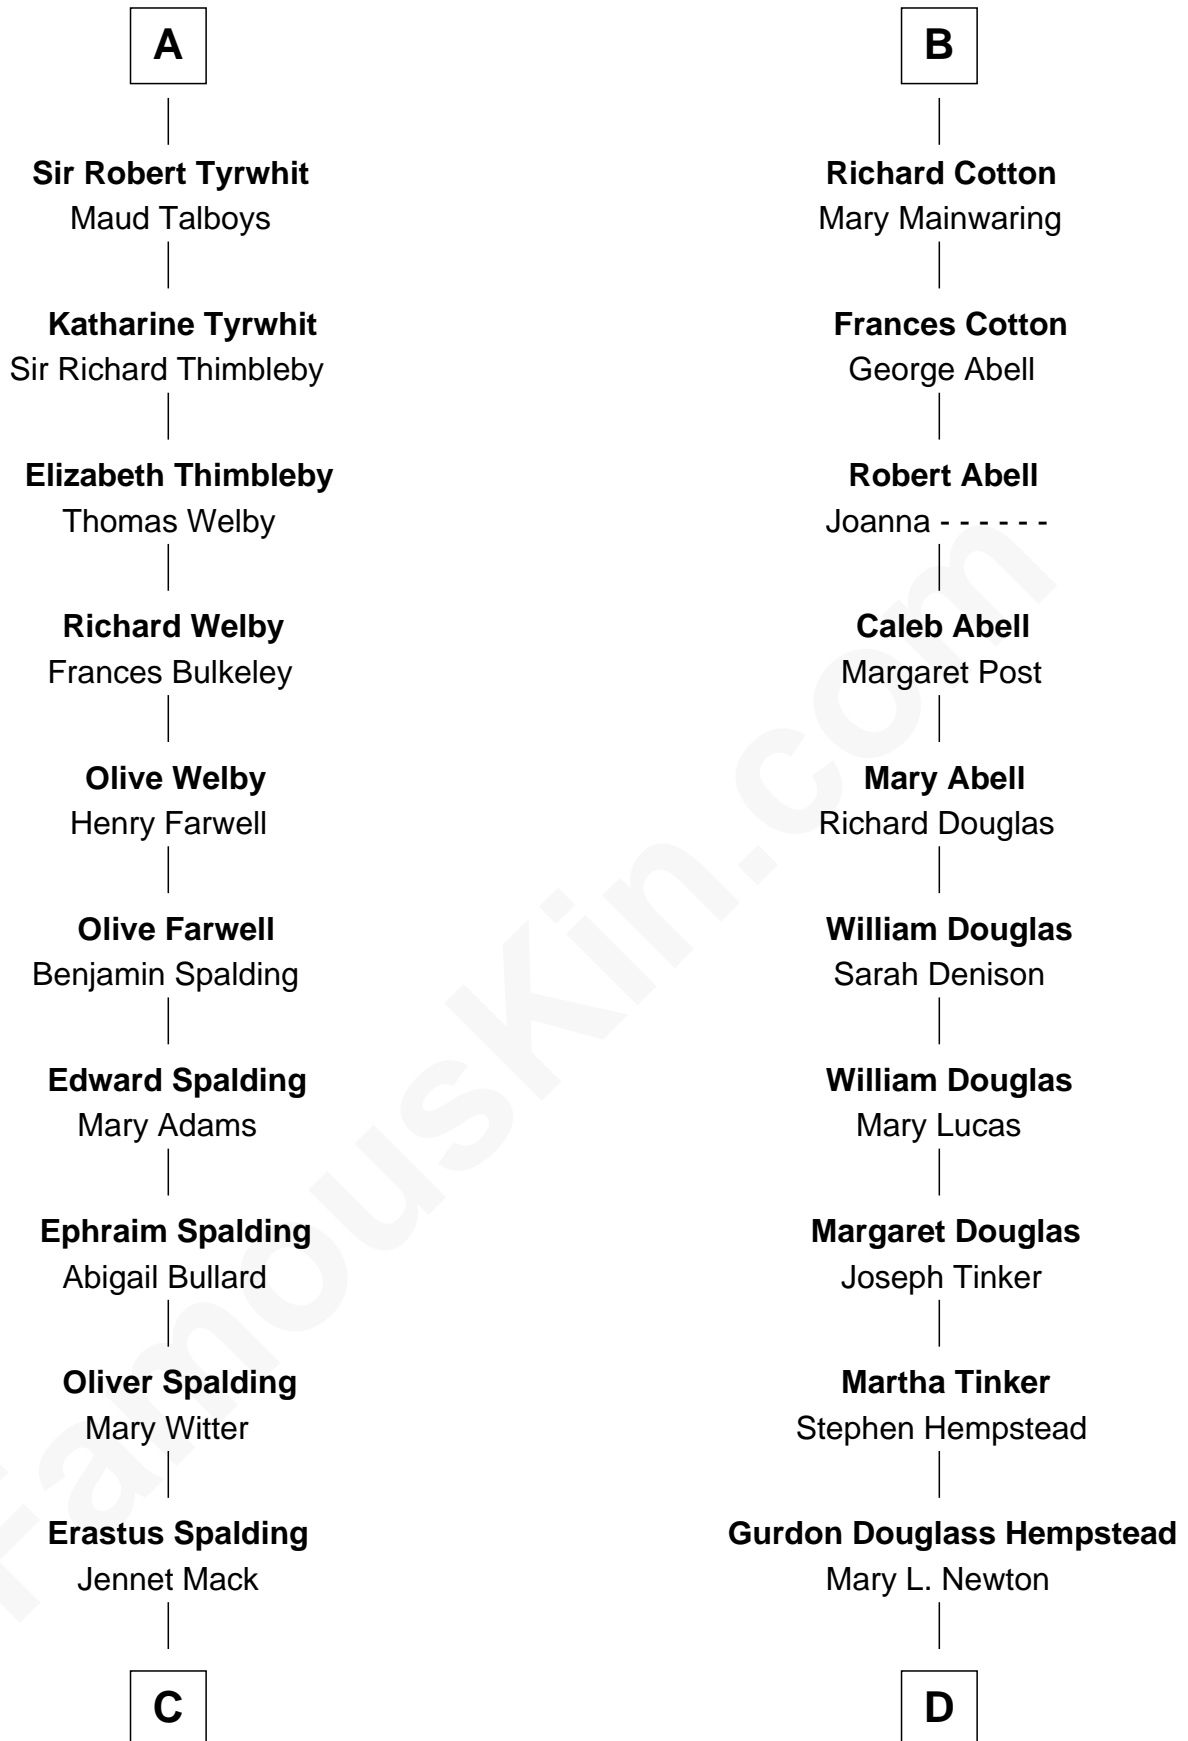 A
Sir Robert Tyrwhit
Maud Talboys
Katharine Tyrwhit
Sir Richard Thimbleby
Elizabeth Thimbleby
Thomas Welby
Richard Welby
Frances Bulkeley
Olive Welby
Henry Farwell
Olive Farwell
Benjamin Spalding
Edward Spalding
Mary Adams
Ephraim Spalding
Abigail Bullard
Oliver Spalding
Mary Witter
Erastus Spalding
Jennet Mack
C
B
Richard Cotton
Mary Mainwaring
Frances Cotton
George Abell
Robert Abell
Joanna - - - - - -
Caleb Abell
Margaret Post
Mary Abell
Richard Douglas
William Douglas
Sarah Denison
William Douglas
Mary Lucas
Margaret Douglas
Joseph Tinker
Martha Tinker
Stephen Hempstead
Gurdon Douglass Hempstead
Mary L. Newton
D
FamousKin.com